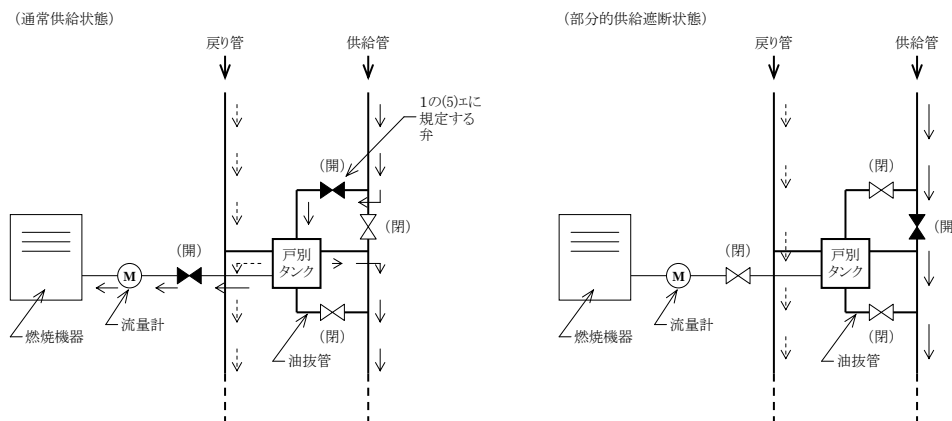 (通常供給状態)
戻り管
供給管
1の(5)エに
規定する
弁
(開)
(閉)
(開)
戸別
タンク
M
(閉)
燃焼機器
流量計
油抜管
(部分的供給遮断状態)
戻り管
供給管
(閉)
(開)
(閉)
戸別
タンク
M
(閉)
燃焼機器
流量計
油抜管